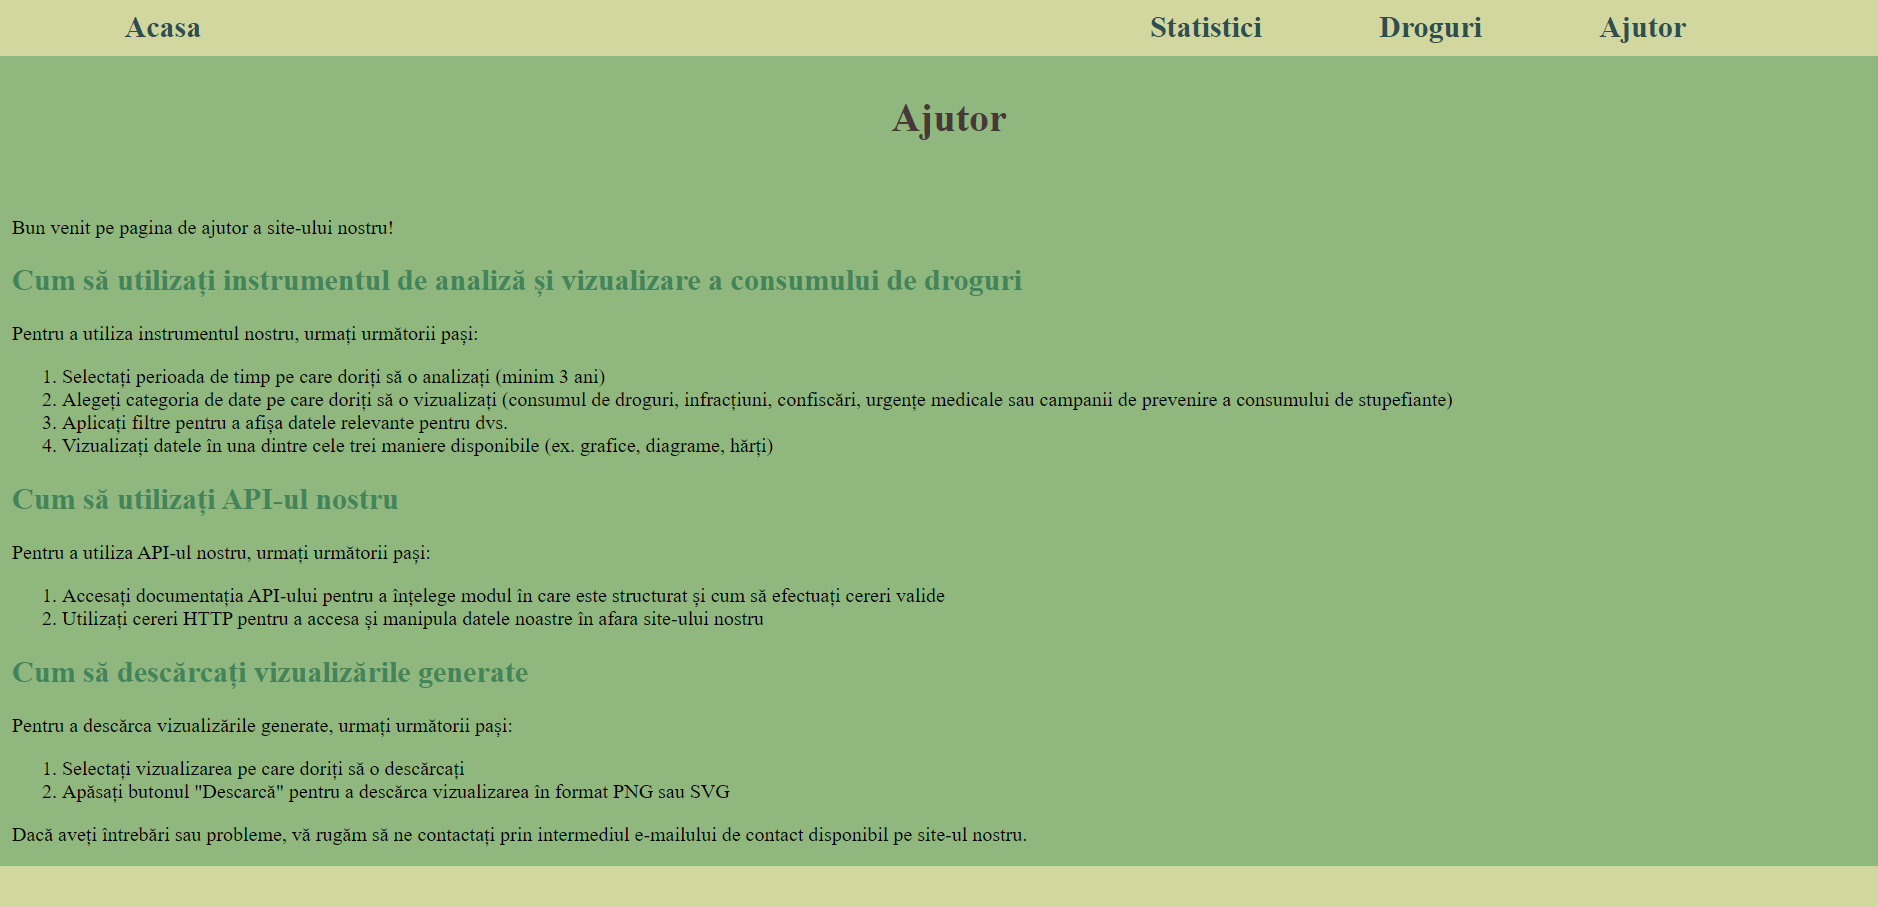 Acasa Statistici Droguri Ajutor
Ajutor
Bun venit pe pagina de ajutor a site-ului nostru!
Cum să utilizați instrumentul de analiză și vizualizare a consumului de droguri
Pentru a utiliza instrumentul nostru, urmați următorii pași:
1. Selectați perioada de timp pe care doriți să o analizați (minim 3 ani)
2. Alegeți categoria de date pe care doriți să o vizualizați (consumul de droguri, infracțiuni, confiscări, urgențe medicale sau campanii de prevenire a consumului de stupefiante)
3. Aplicați filtre pentru a afișa datele relevante pentru dvs.
4. Vizualizați datele în una dintre cele trei maniere disponibile (ex. grafice, diagrame, hărți)
Cum să utilizați API-ul nostru
Pentru a utiliza API-ul nostru, urmați următorii pași:
1. Accesați documentația API-ului pentru a înțelege modul în care este structurat și cum să efectuați cereri valide
2. Utilizați cereri HTTP pentru a accesa și manipula datele noastre în afara site-ului nostru
Cum să descărcați vizualizările generate
Pentru a descărca vizualizările generate, urmați următorii pași:
1. Selectați vizualizarea pe care doriți să o descărcați
2. Apăsați butonul "Descarcă" pentru a descărca vizualizarea în format PNG sau SVG
Dacă aveți întrebări sau probleme, vă rugăm să ne contactați prin intermediul e-mailului de contact disponibil pe site-ul nostru.